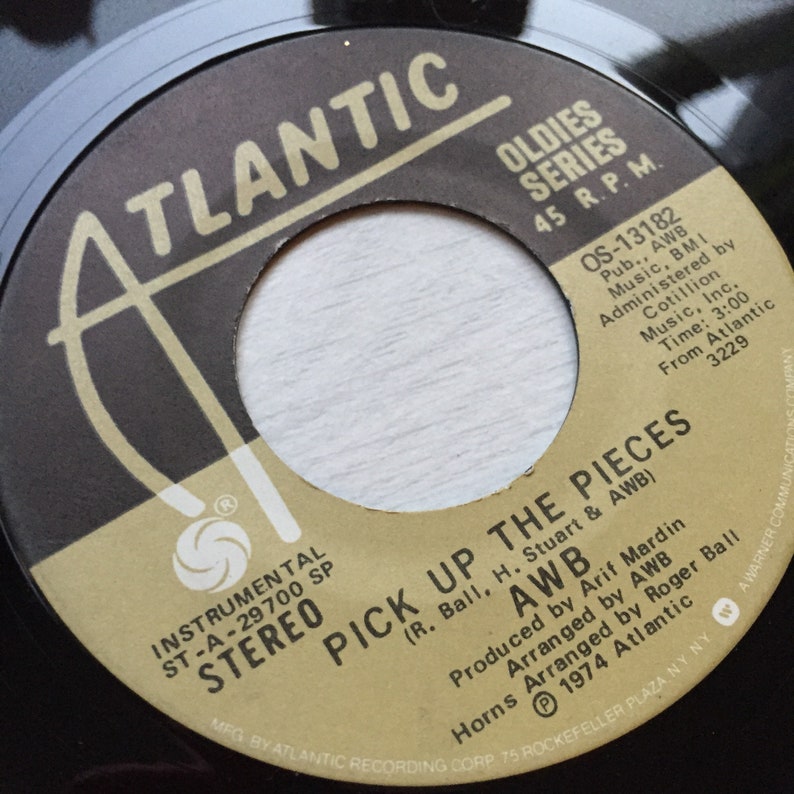 ATLANTIC
OLDIES
SERIES
45 R.P.M.
OS-13182
Pub., AWB
Music, BMI
Administered by
Cotillion
Music, Inc.
Time: 3:00
From Atlantic
3229
®
INSTRUMENTAL
ST-A-29700 SP
STEREO
PICK UP THE PIECES
(R. Ball, H. Stuart & AWB)
AWB
Produced by Arif Mardin
Arranged by AWB
Horns Arranged by Roger Ball
Ⓟ 1974 Atlantic
MFG. BY ATLANTIC RECORDING CORP. 75 ROCKEFELLER PLAZA, N.Y. N.Y. A WARNER COMMUNICATIONS COMPANY